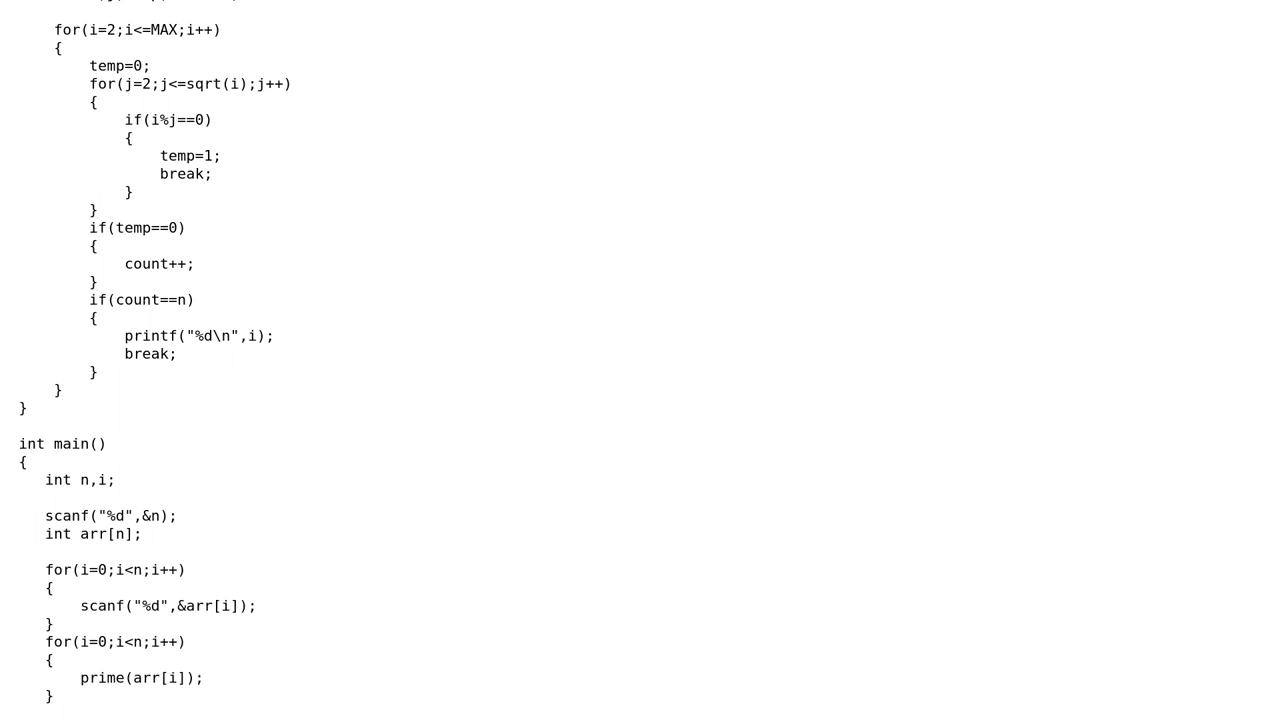 for(i=2;i<=MAX;i++)
{
temp=0;
for(j=2;j<=sqrt(i);j++)
{
if(i%j==0)
{
temp=1;
break;
}
}
if(temp==0)
{
count++;
}
if(count==n)
{
printf("%d\n",i);
break;
}
}
}
int main()
{
int n,i;
scanf("%d",&n);
int arr[n];
for(i=0;i<n;i++)
{
scanf("%d",&arr[i]);
}
for(i=0;i<n;i++)
{
prime(arr[i]);
}